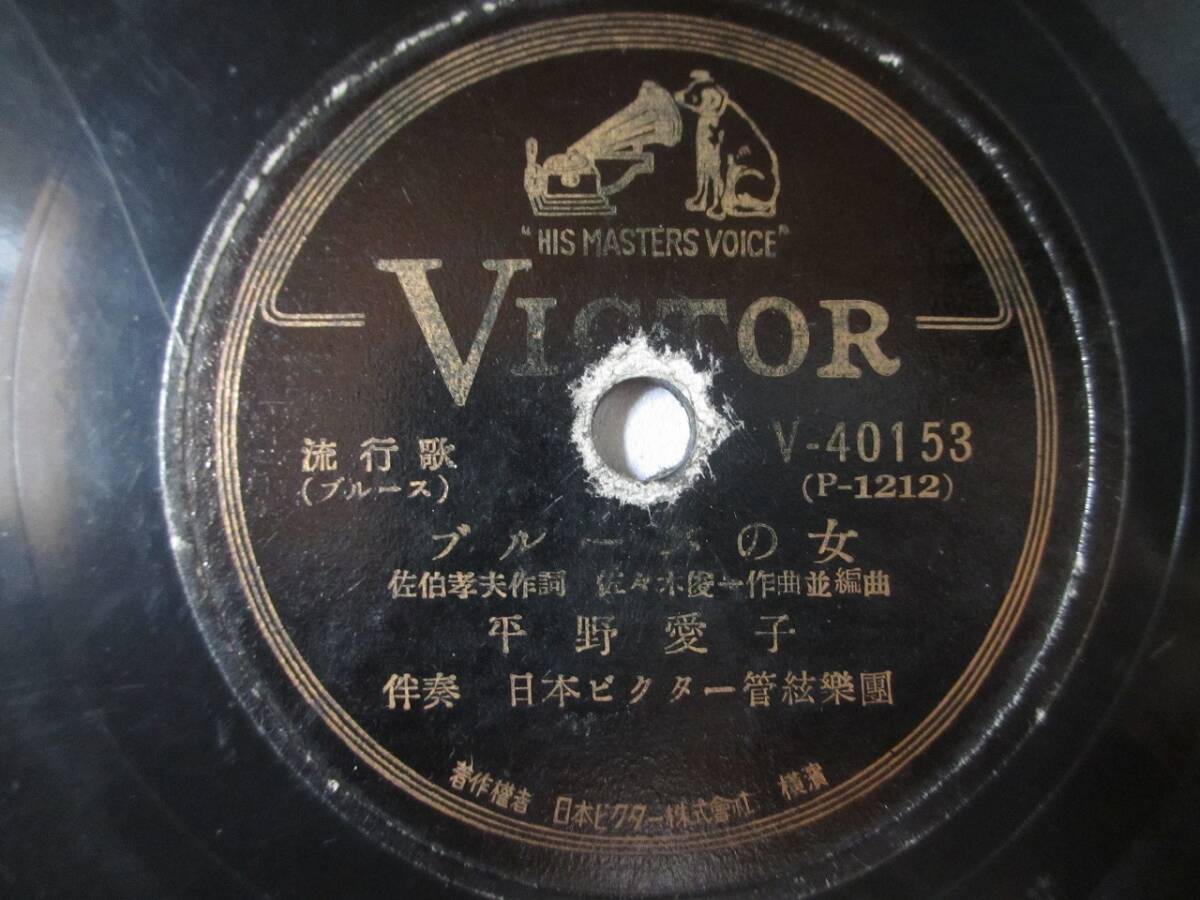 "HIS MASTERS VOICE"
VICTOR
流行歌
(ブルース)
V-40153
(P-1212)
ブルースの女
佐伯孝夫作詞 佐々木俊一作曲並編曲
平野愛子
伴奏 日本ビクター管絃樂團
著作權者 日本ビクター株式會社 橫濱